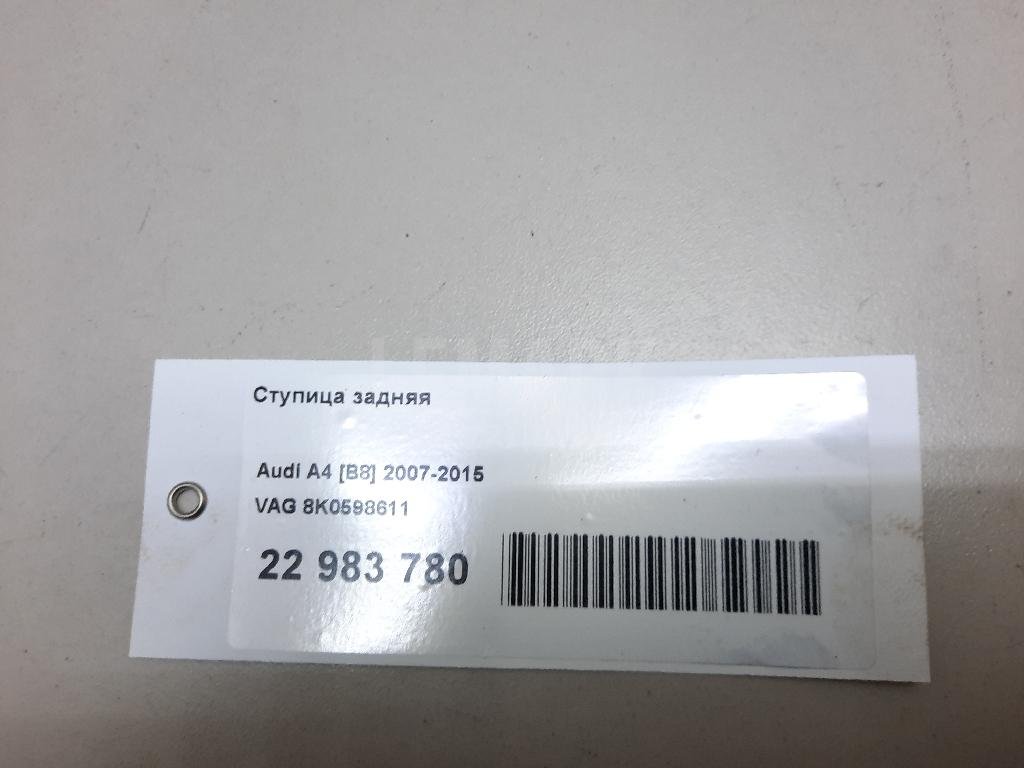 Ступица задняя
Audi A4 [B8] 2007-2015
VAG 8K0598611
22 983 780